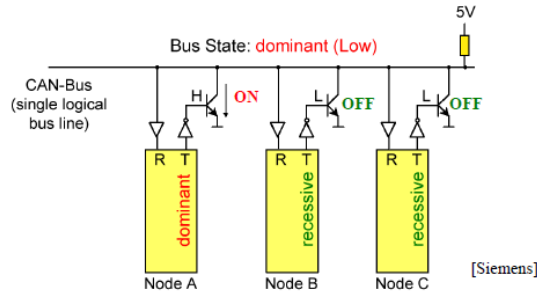 5V
Bus State: dominant (Low)
CAN-Bus
(single logical
bus line)
H ON L OFF L OFF
R T R T R T
dominant recessive recessive
Node A Node B Node C
[Siemens]